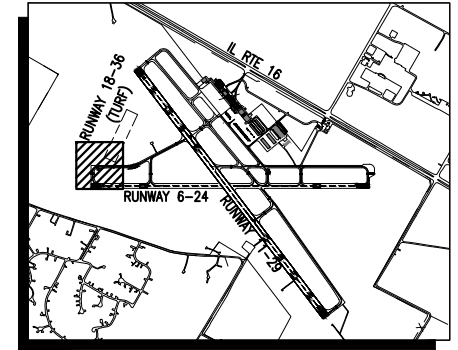 IL RTE 16
RUNWAY 18-36
(TURF)
RUNWAY 6-24
RUNWAY 11-29